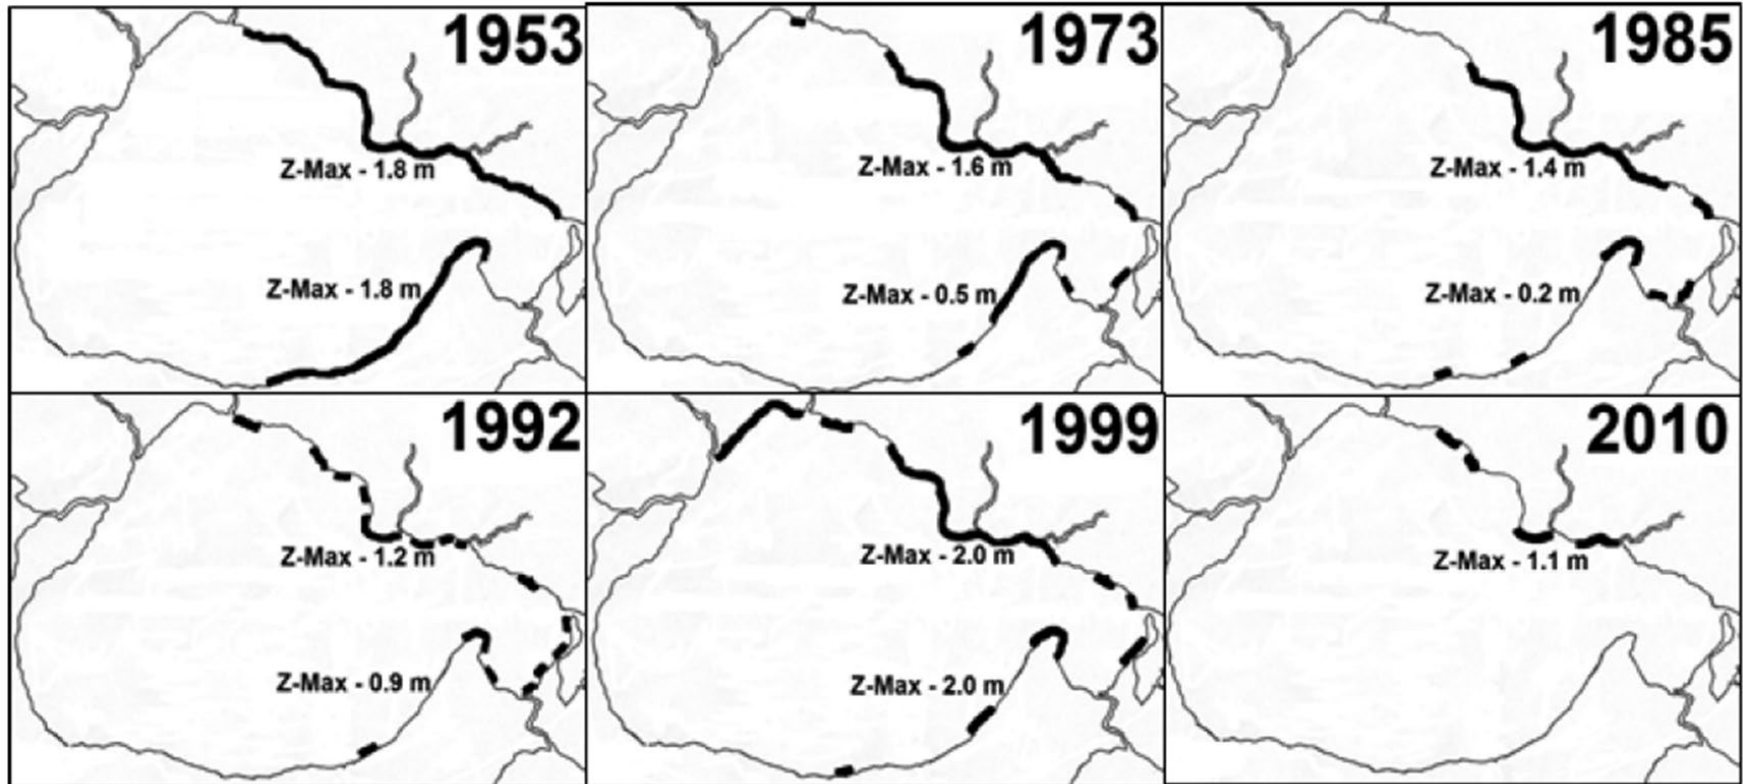 1953
Z-Max - 1.8 m
Z-Max - 1.8 m
1973
Z-Max - 1.6 m
Z-Max - 0.5 m
1985
Z-Max - 1.4 m
Z-Max - 0.2 m
1992
Z-Max - 1.2 m
Z-Max - 0.9 m
1999
Z-Max - 2.0 m
Z-Max - 2.0 m
2010
Z-Max - 1.1 m